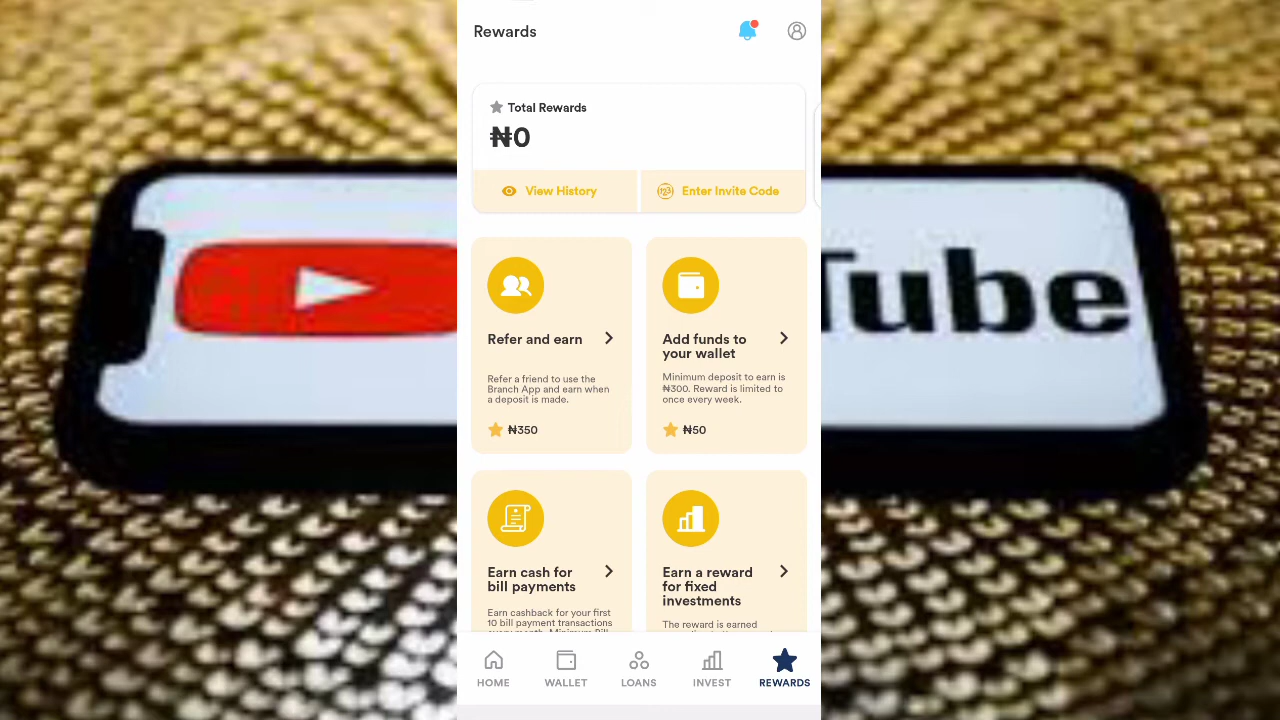 Rewards
Total Rewards
₦0
View History
Enter Invite Code
Tube
Refer and earn
Refer a friend to use the
Branch App and earn when
a deposit is made.
₦350
Add funds to
your wallet
Minimum deposit to earn is
₦300. Reward is limited to
once every week.
₦50
Earn cash for
bill payments
Earn cashback for your first
10 bill payment transactions
Earn a reward
for fixed
investments
The reward is earned
HOME
WALLET
LOANS
INVEST
REWARDS